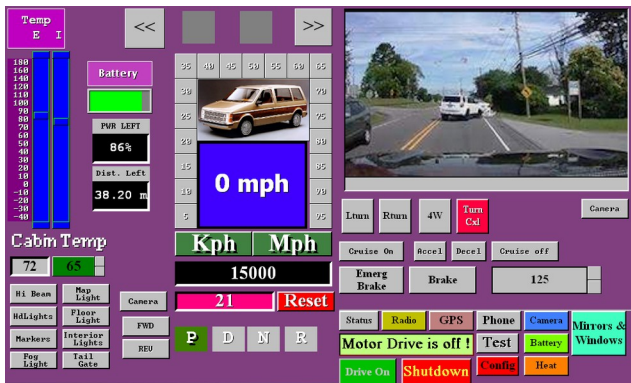 Temp
E I
<<
>>
180
160
140
120
110
100
90
80
70
60
50
40
30
20
10
0
-10
-20
-30
-40
Battery
PWR LEFT
86%
Dist. Left
38.20 m
35 40 45 50 55 60 65
30 70
25 75
20 80
15 85
10
5
0 mph
Cabin Temp
72 65
Kph Mph
15000
21 Reset
P D N R
Hi Beam
Map
Light
HdLights
Floor
Light
Markers
Interior
Lights
Fog
Light
Tail
Gate
Camera
FWD
REV
Lturn Rturn 4W
Turn
Cxl
Camera
Cruise On Accel Decel Cruise off
Emerg
Brake
Brake
125
Status Radio GPS Phone Camera
Mirrors &
Windows
Motor Drive is off ! Test Battery
Drive On Shutdown Config Heat